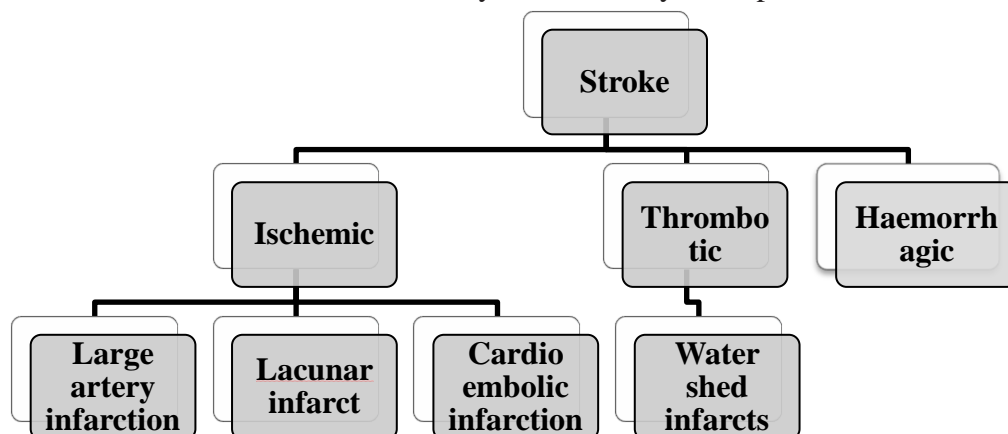 Stroke
Ischemic
Thrombo
tic
Haemorrh
agic
Large
artery
infarction
Lacunar
infarct
Cardio
embolic
infarction
Water
shed
infarcts